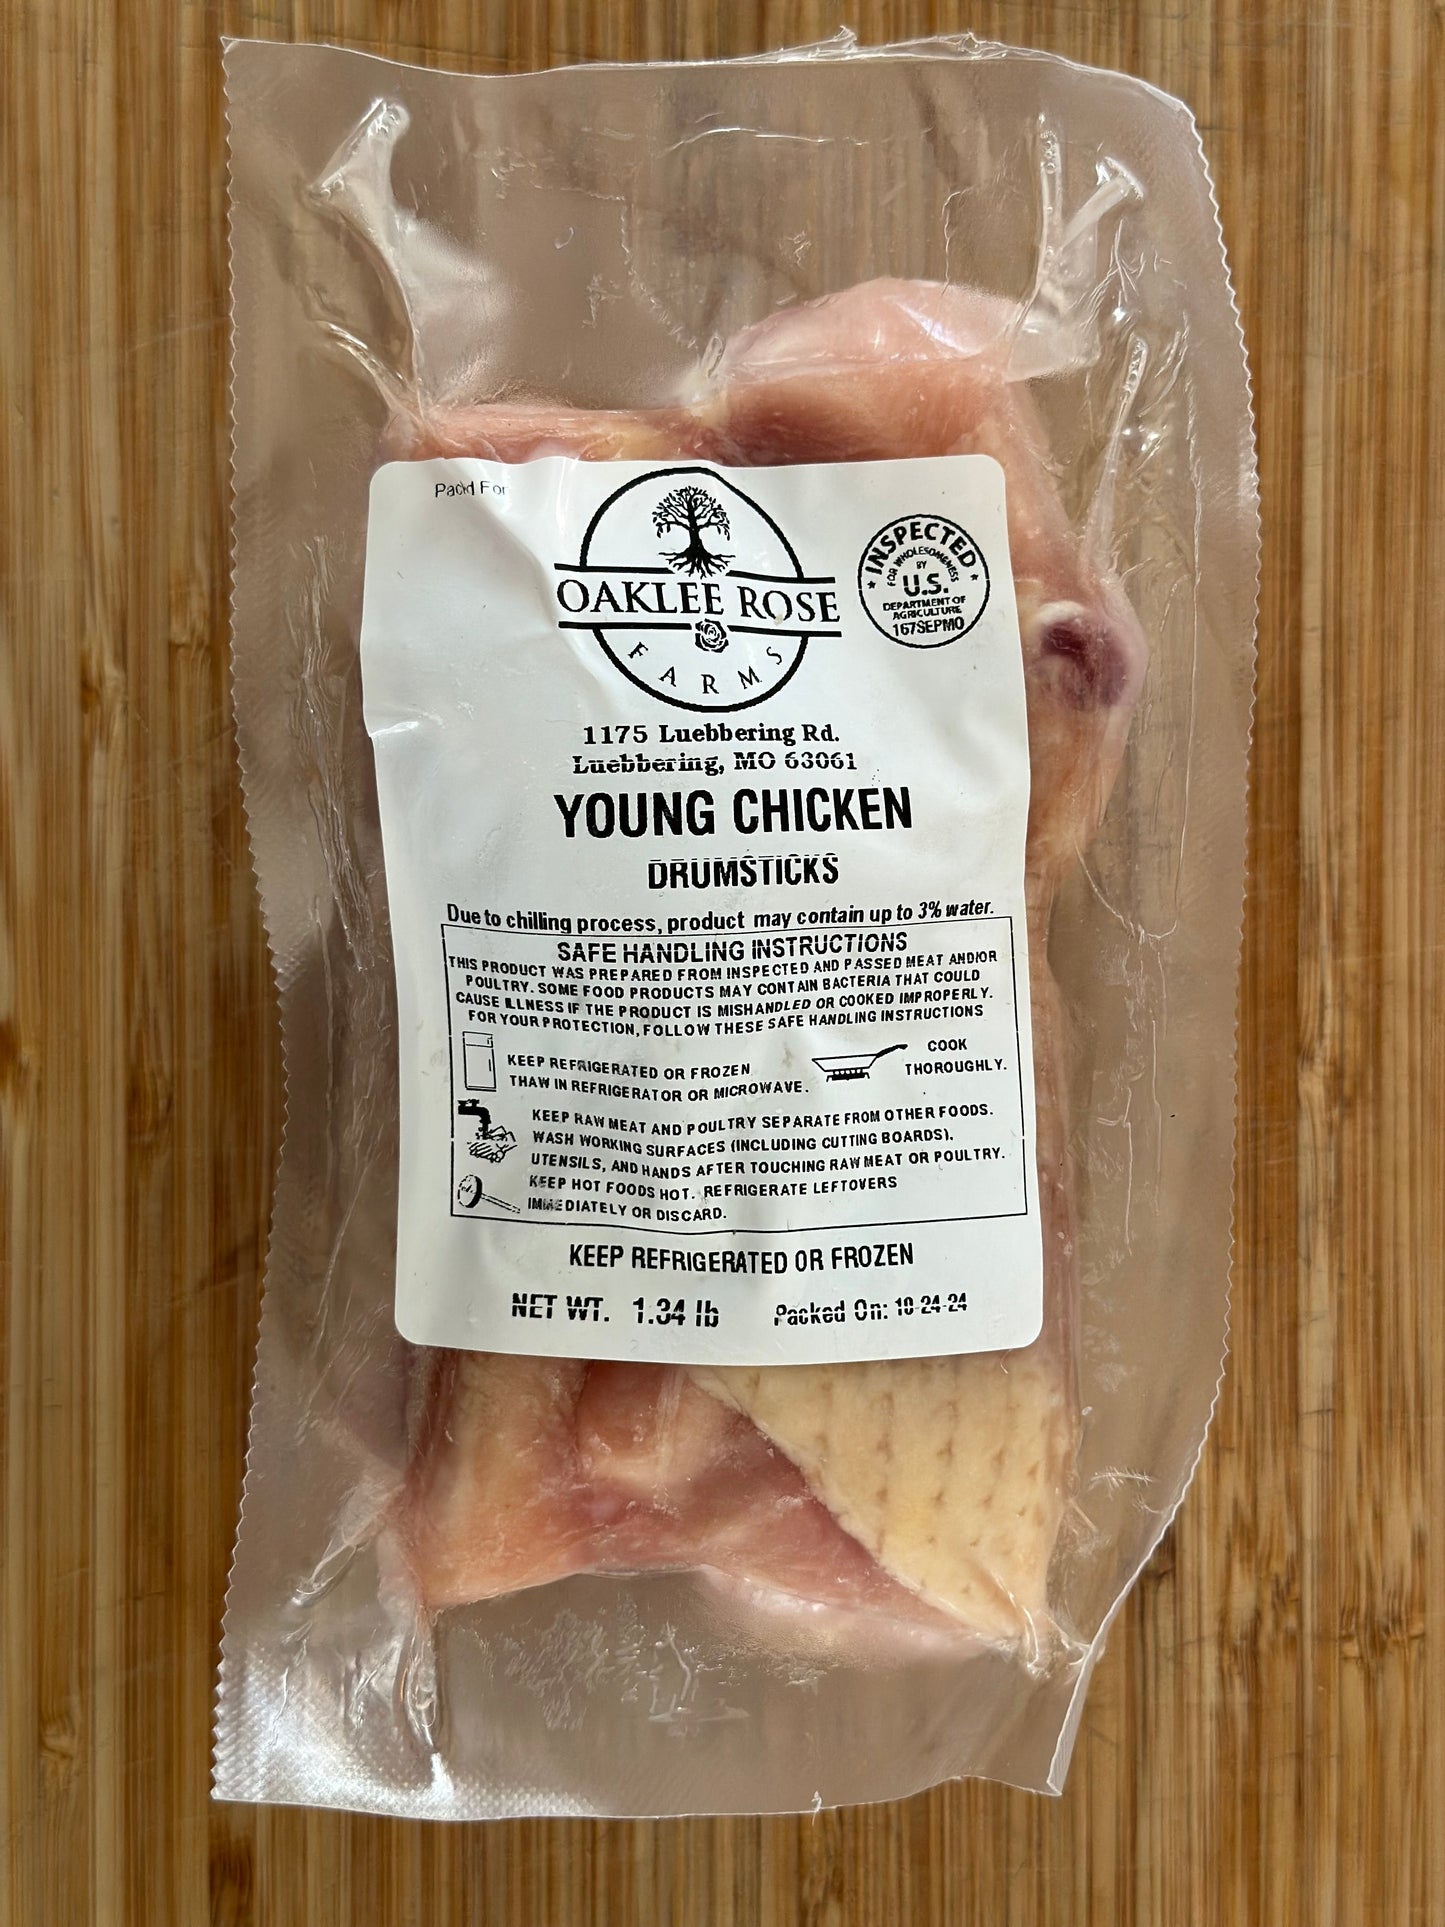 Pack'd For
OAKLEE ROSE
FARMS
INSPECTED
FOR WHOLESOMENESS
BY
U.S.
DEPARTMENT OF
AGRICULTURE
167SEPMO
1175 Luebbering Rd.
Luebbering, MO 63061
YOUNG CHICKEN
DRUMSTICKS
Due to chilling process, product may contain up to 3% water.
SAFE HANDLING INSTRUCTIONS
THIS PRODUCT WAS PREPARED FROM INSPECTED AND PASSED MEAT AND/OR
POULTRY. SOME FOOD PRODUCTS MAY CONTAIN BACTERIA THAT COULD
CAUSE ILLNESS IF THE PRODUCT IS MISHANDLED OR COOKED IMPROPERLY.
FOR YOUR PROTECTION, FOLLOW THESE SAFE HANDLING INSTRUCTIONS
KEEP REFRIGERATED OR FROZEN
THAW IN REFRIGERATOR OR MICROWAVE.
COOK
THOROUGHLY.
KEEP RAW MEAT AND POULTRY SEPARATE FROM OTHER FOODS.
WASH WORKING SURFACES (INCLUDING CUTTING BOARDS),
UTENSILS, AND HANDS AFTER TOUCHING RAW MEAT OR POULTRY.
KEEP HOT FOODS HOT. REFRIGERATE LEFTOVERS
IMMEDIATELY OR DISCARD.
KEEP REFRIGERATED OR FROZEN
NET WT. 1.34 lb
Packed On: 10-24-24